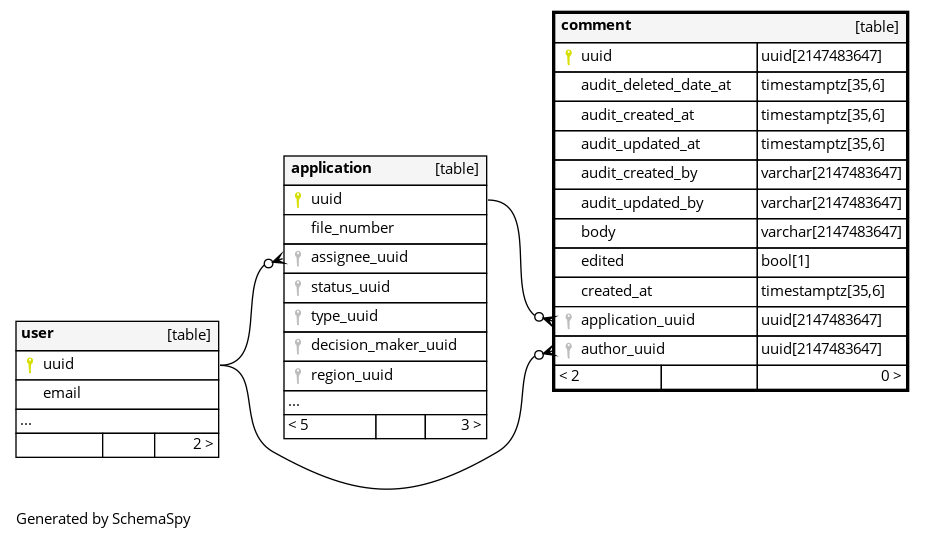 comment [table]
uuid uuid[2147483647]
audit_deleted_date_at timestamptz[35,6]
audit_created_at timestamptz[35,6]
audit_updated_at timestamptz[35,6]
audit_created_by varchar[2147483647]
audit_updated_by varchar[2147483647]
body varchar[2147483647]
edited bool[1]
created_at timestamptz[35,6]
application_uuid uuid[2147483647]
author_uuid uuid[2147483647]
< 2 0 >
application [table]
uuid
file_number
assignee_uuid
status_uuid
type_uuid
decision_maker_uuid
region_uuid
...
< 5 3 >
user [table]
uuid
email
...
2 >
Generated by SchemaSpy